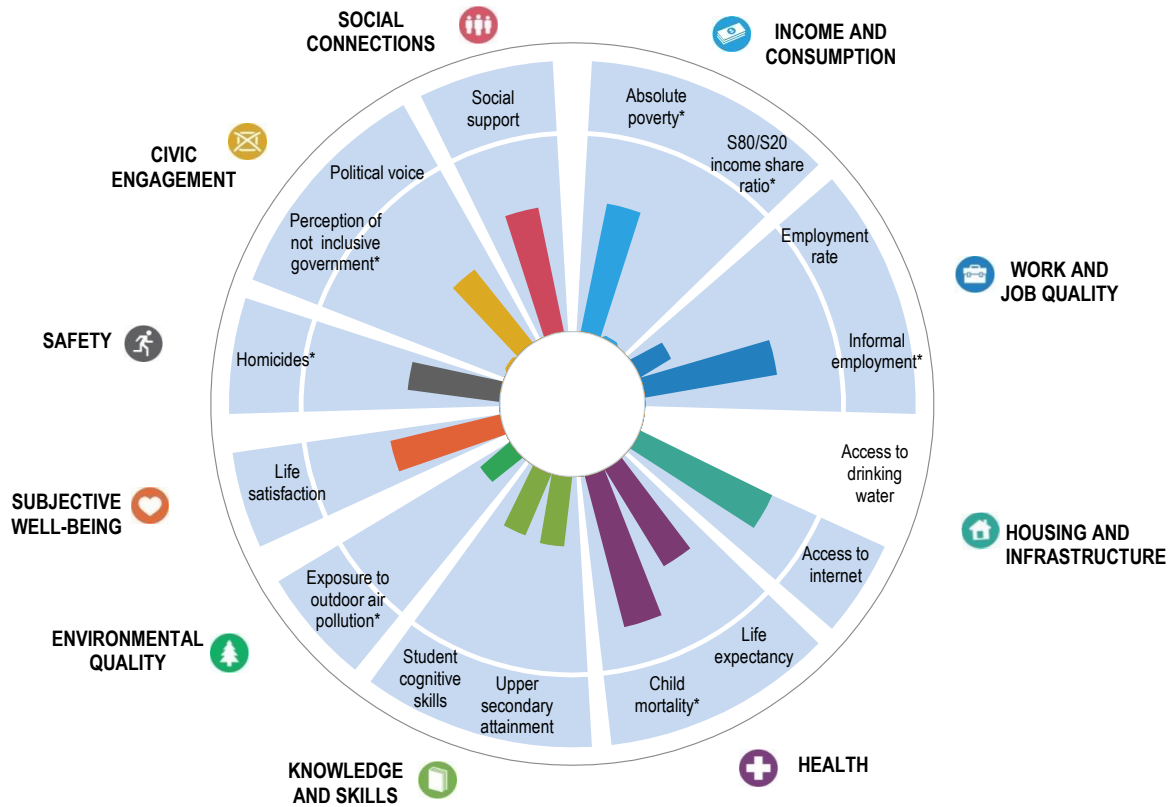 SOCIAL
CONNECTIONS
INCOME AND
CONSUMPTION
Social
support
Absolute
poverty*
S80/S20
income share
ratio*
CIVIC
ENGAGEMENT
Political voice
Perception of
not inclusive
government*
Employment
rate
WORK AND
JOB QUALITY
SAFETY
Homicides*
Informal
employment*
Access to
drinking
water
SUBJECTIVE
WELL-BEING
Life
satisfaction
HOUSING AND
INFRASTRUCTURE
Access to
internet
Exposure to
outdoor air
pollution*
ENVIRONMENTAL
QUALITY
Student
cognitive
skills
Upper
secondary
attainment
Child
mortality*
Life
expectancy
KNOWLEDGE
AND SKILLS
HEALTH